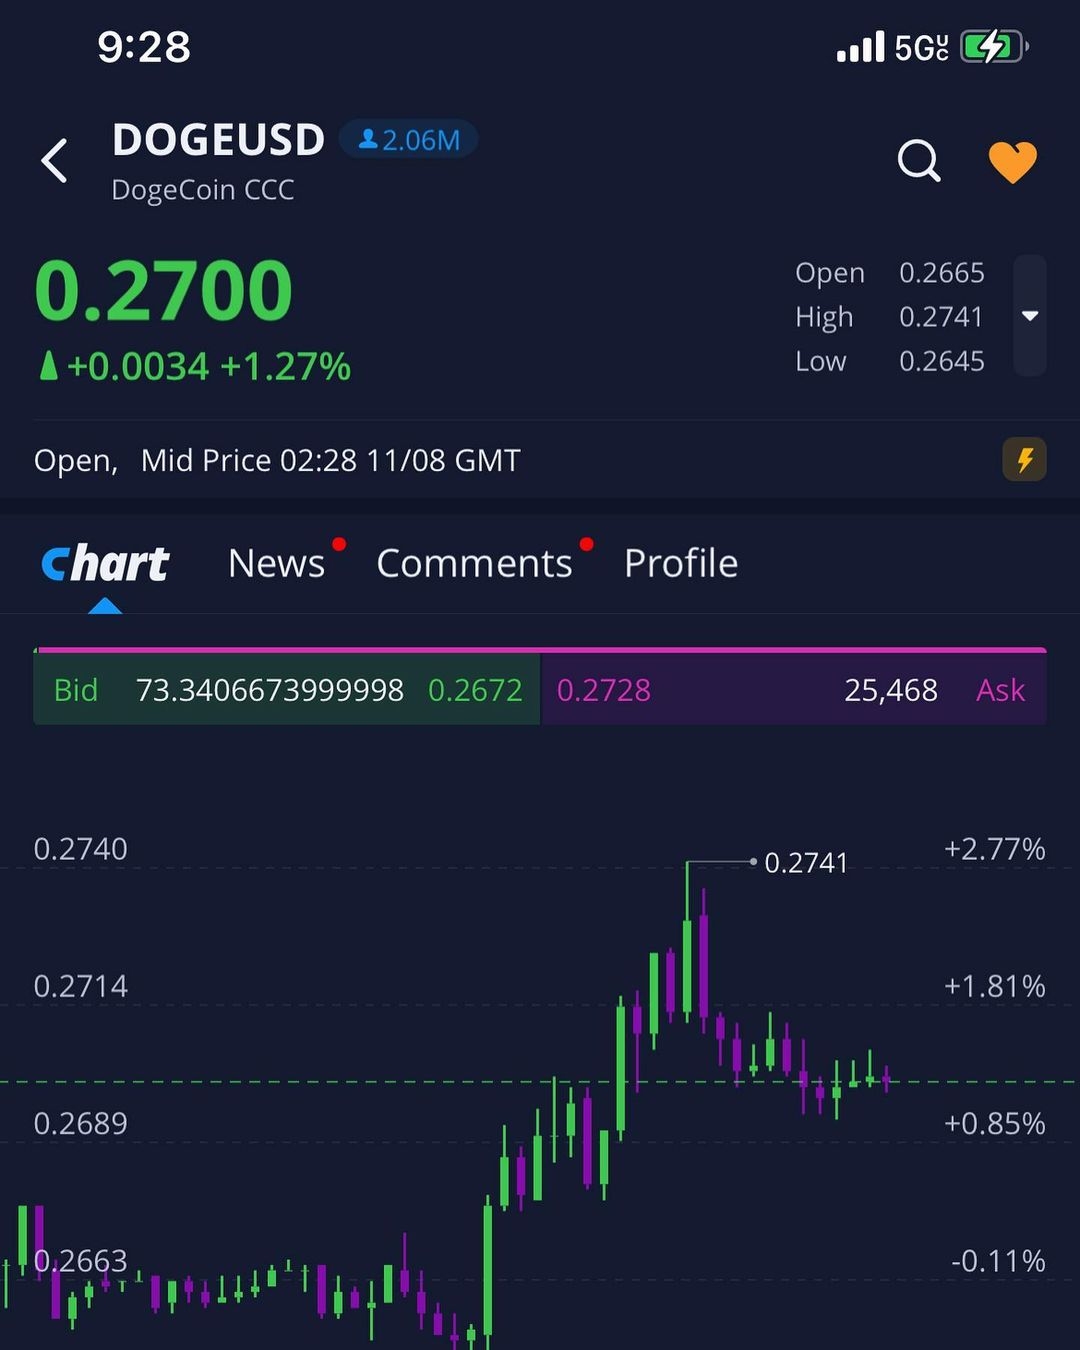 9:28 5G UC
DOGEUSD 2.06M
DogeCoin CCC
0.2700
+0.0034 +1.27%
Open 0.2665
High 0.2741
Low 0.2645
Open, Mid Price 02:28 11/08 GMT
Chart News Comments Profile
Bid 73.3406673999998 0.2672 0.2728 25,468 Ask
0.2740 +2.77%
0.2741
0.2714 +1.81%
0.2689 +0.85%
0.2663 -0.11%